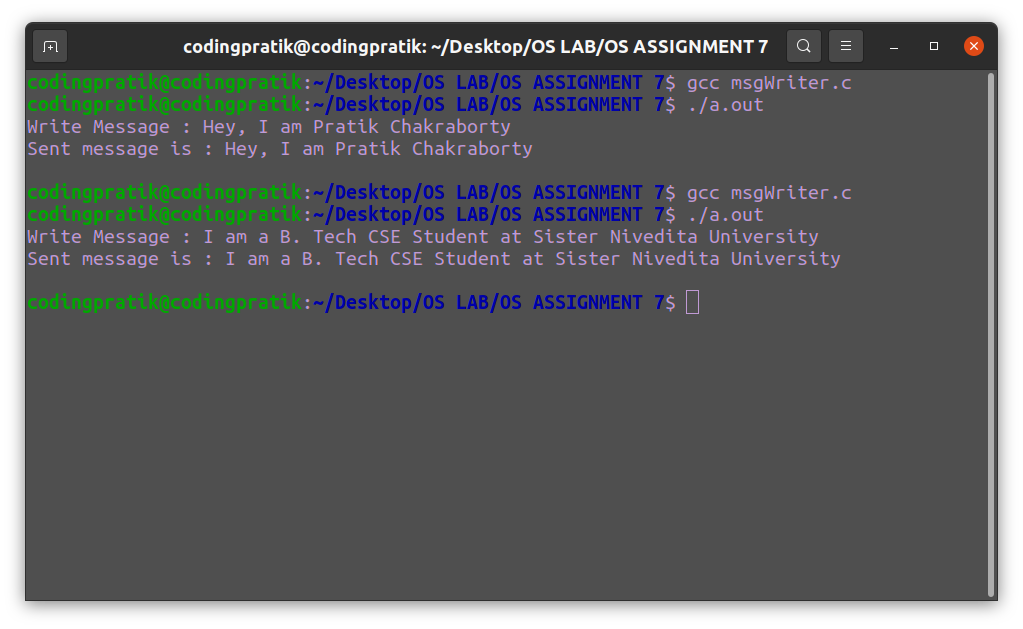 codingpratik@codingpratik: ~/Desktop/OS LAB/OS ASSIGNMENT 7
codingpratik@codingpratik:~/Desktop/OS LAB/OS ASSIGNMENT 7$ gcc msgWriter.c
codingpratik@codingpratik:~/Desktop/OS LAB/OS ASSIGNMENT 7$ ./a.out
Write Message : Hey, I am Pratik Chakraborty
Sent message is : Hey, I am Pratik Chakraborty
codingpratik@codingpratik:~/Desktop/OS LAB/OS ASSIGNMENT 7$ gcc msgWriter.c
codingpratik@codingpratik:~/Desktop/OS LAB/OS ASSIGNMENT 7$ ./a.out
Write Message : I am a B. Tech CSE Student at Sister Nivedita University
Sent message is : I am a B. Tech CSE Student at Sister Nivedita University
codingpratik@codingpratik:~/Desktop/OS LAB/OS ASSIGNMENT 7$